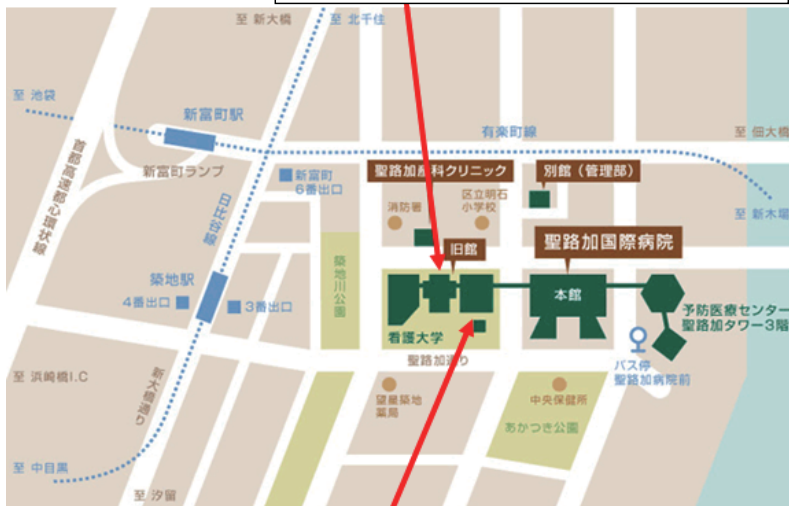 至 新大橋
至 北千住
至 池袋
新富町駅
有楽町線
至 佃大橋
首都高速都心環状線
新富町ランプ
日比谷線
新富町
6番出口
聖路加産科クリニック
消防署
区立明石
小学校
別館（管理部）
至 新木場
旧館
聖路加国際病院
築地駅
4番出口
3番出口
築地川公園
看護大学
本館
予防医療センター
聖路加タワー3階
聖路加通り
バス停
聖路加病院前
至 浜崎橋I.C
新大橋通り
望星築地
薬局
中央保健所
あかつき公園
至 中目黒
至 汐留